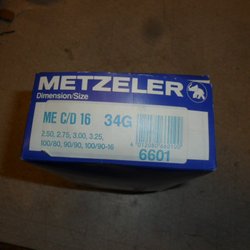 METZELER
Dimension/Size
ME C/D 16 34G
2.50, 2.75, 3.00, 3.25,
100/80, 90/90, 100/90-16
6601